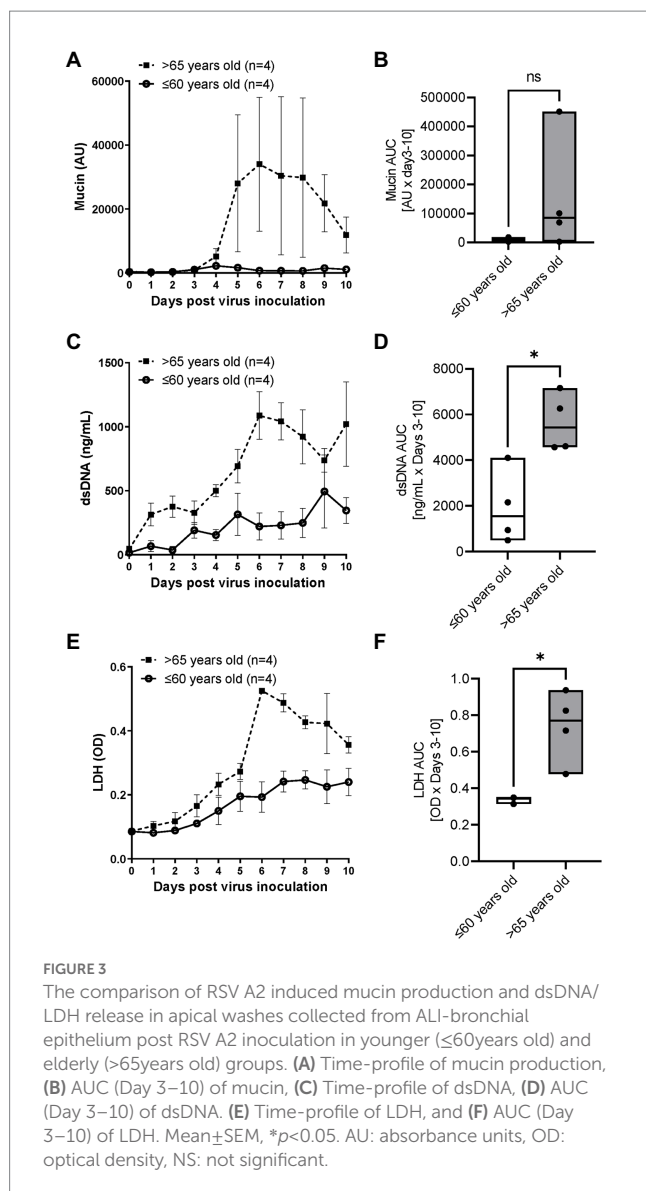 A
>65 years old (n=4)
≤60 years old (n=4)
60000
40000
20000
0
Mucin (AU)
0 1 2 3 4 5 6 7 8 9 10
Days post virus inoculation
B
ns
500000
400000
300000
200000
100000
0
Mucin AUC
[AU x day3-10]
≤60 years old
>65 years old
C
>65 years old (n=4)
≤60 years old (n=4)
1500
1000
500
0
dsDNA (ng/mL)
0 1 2 3 4 5 6 7 8 9 10
Days post virus inoculation
D
*
8000
6000
4000
2000
0
dsDNA AUC
[ng/mL x Days 3-10]
≤60 years old
>65 years old
E
>65 years old (n=4)
≤60 years old (n=4)
0.6
0.4
0.2
0.0
LDH (OD)
0 1 2 3 4 5 6 7 8 9 10
Days post virus inoculation
F
*
1.0
0.8
0.6
0.4
0.2
0.0
LDH AUC
[OD x Days 3-10]
≤60 years old
>65 years old
FIGURE 3
The comparison of RSV A2 induced mucin production and dsDNA/
LDH release in apical washes collected from ALI-bronchial
epithelium post RSV A2 inoculation in younger (≤60years old) and
elderly (>65years old) groups. (A) Time-profile of mucin production,
(B) AUC (Day 3–10) of mucin, (C) Time-profile of dsDNA, (D) AUC
(Day 3–10) of dsDNA. (E) Time-profile of LDH, and (F) AUC (Day
3–10) of LDH. Mean±SEM, *p<0.05. AU: absorbance units, OD:
optical density, NS: not significant.